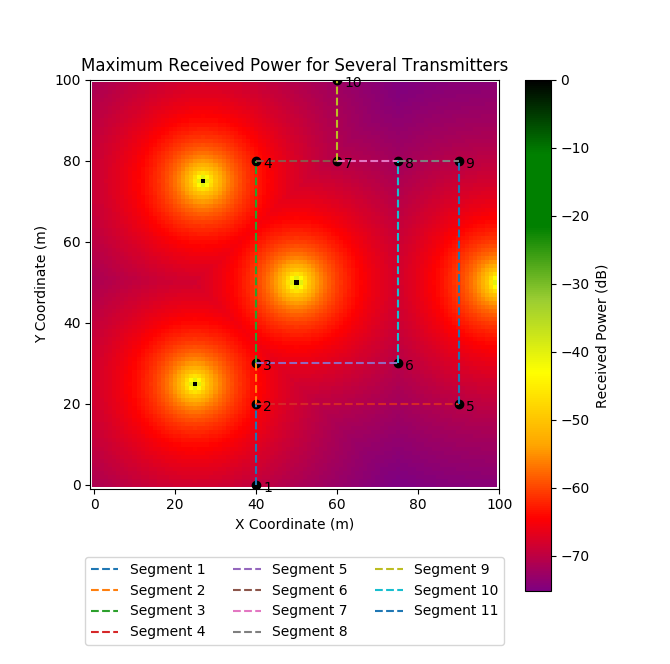 Maximum Received Power for Several Transmitters
100
80
60
40
20
0
Y Coordinate (m)
10
4
7
8
9
3
6
2
5
1
0
20
40
60
80
100
X Coordinate (m)
0
−10
−20
−30
−40
−50
−60
−70
Received Power (dB)
Segment 1
Segment 2
Segment 3
Segment 4
Segment 5
Segment 6
Segment 7
Segment 8
Segment 9
Segment 10
Segment 11